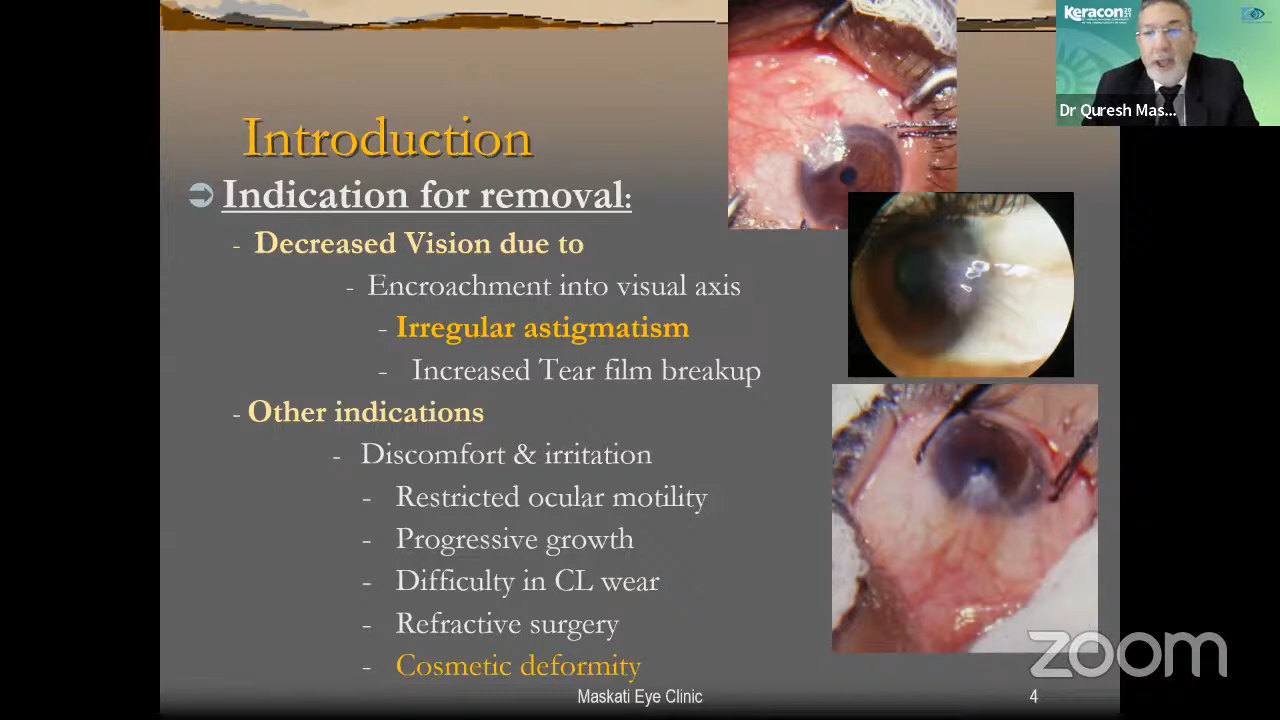 Introduction
Indication for removal:
- Decreased Vision due to
- Encroachment into visual axis
- Irregular astigmatism
- Increased Tear film breakup
- Other indications
- Discomfort & irritation
- Restricted ocular motility
- Progressive growth
- Difficulty in CL wear
- Refractive surgery
- Cosmetic deformity
Maskati Eye Clinic
4
Keracon
Dr Quresh Mas...
zoom